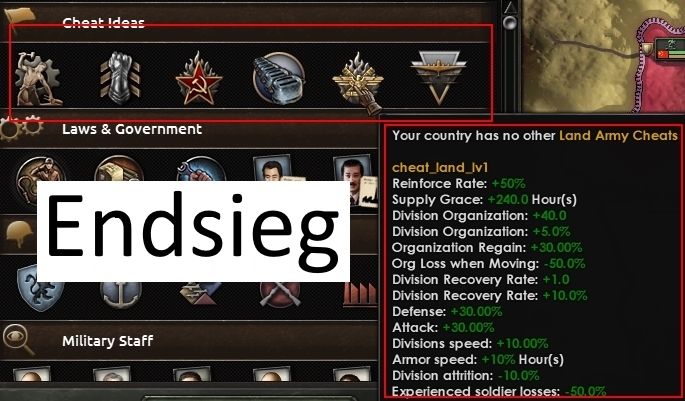 Cheat Ideas
Laws & Government
Endsieg
Military Staff
Your country has no other Land Army Cheats
cheat_land_lv1
Reinforce Rate: +50%
Supply Grace: +240.0 Hour(s)
Division Organization: +40.0
Division Organization: +5.0%
Organization Regain: +30.00%
Org Loss when Moving: -50.0%
Division Recovery Rate: +1.0
Division Recovery Rate: +10.0%
Defense: +30.00%
Attack: +30.00%
Divisions speed: +10.00%
Armor speed: +10% Hour(s)
Division attrition: -10.0%
Experienced soldier losses: -50.0%